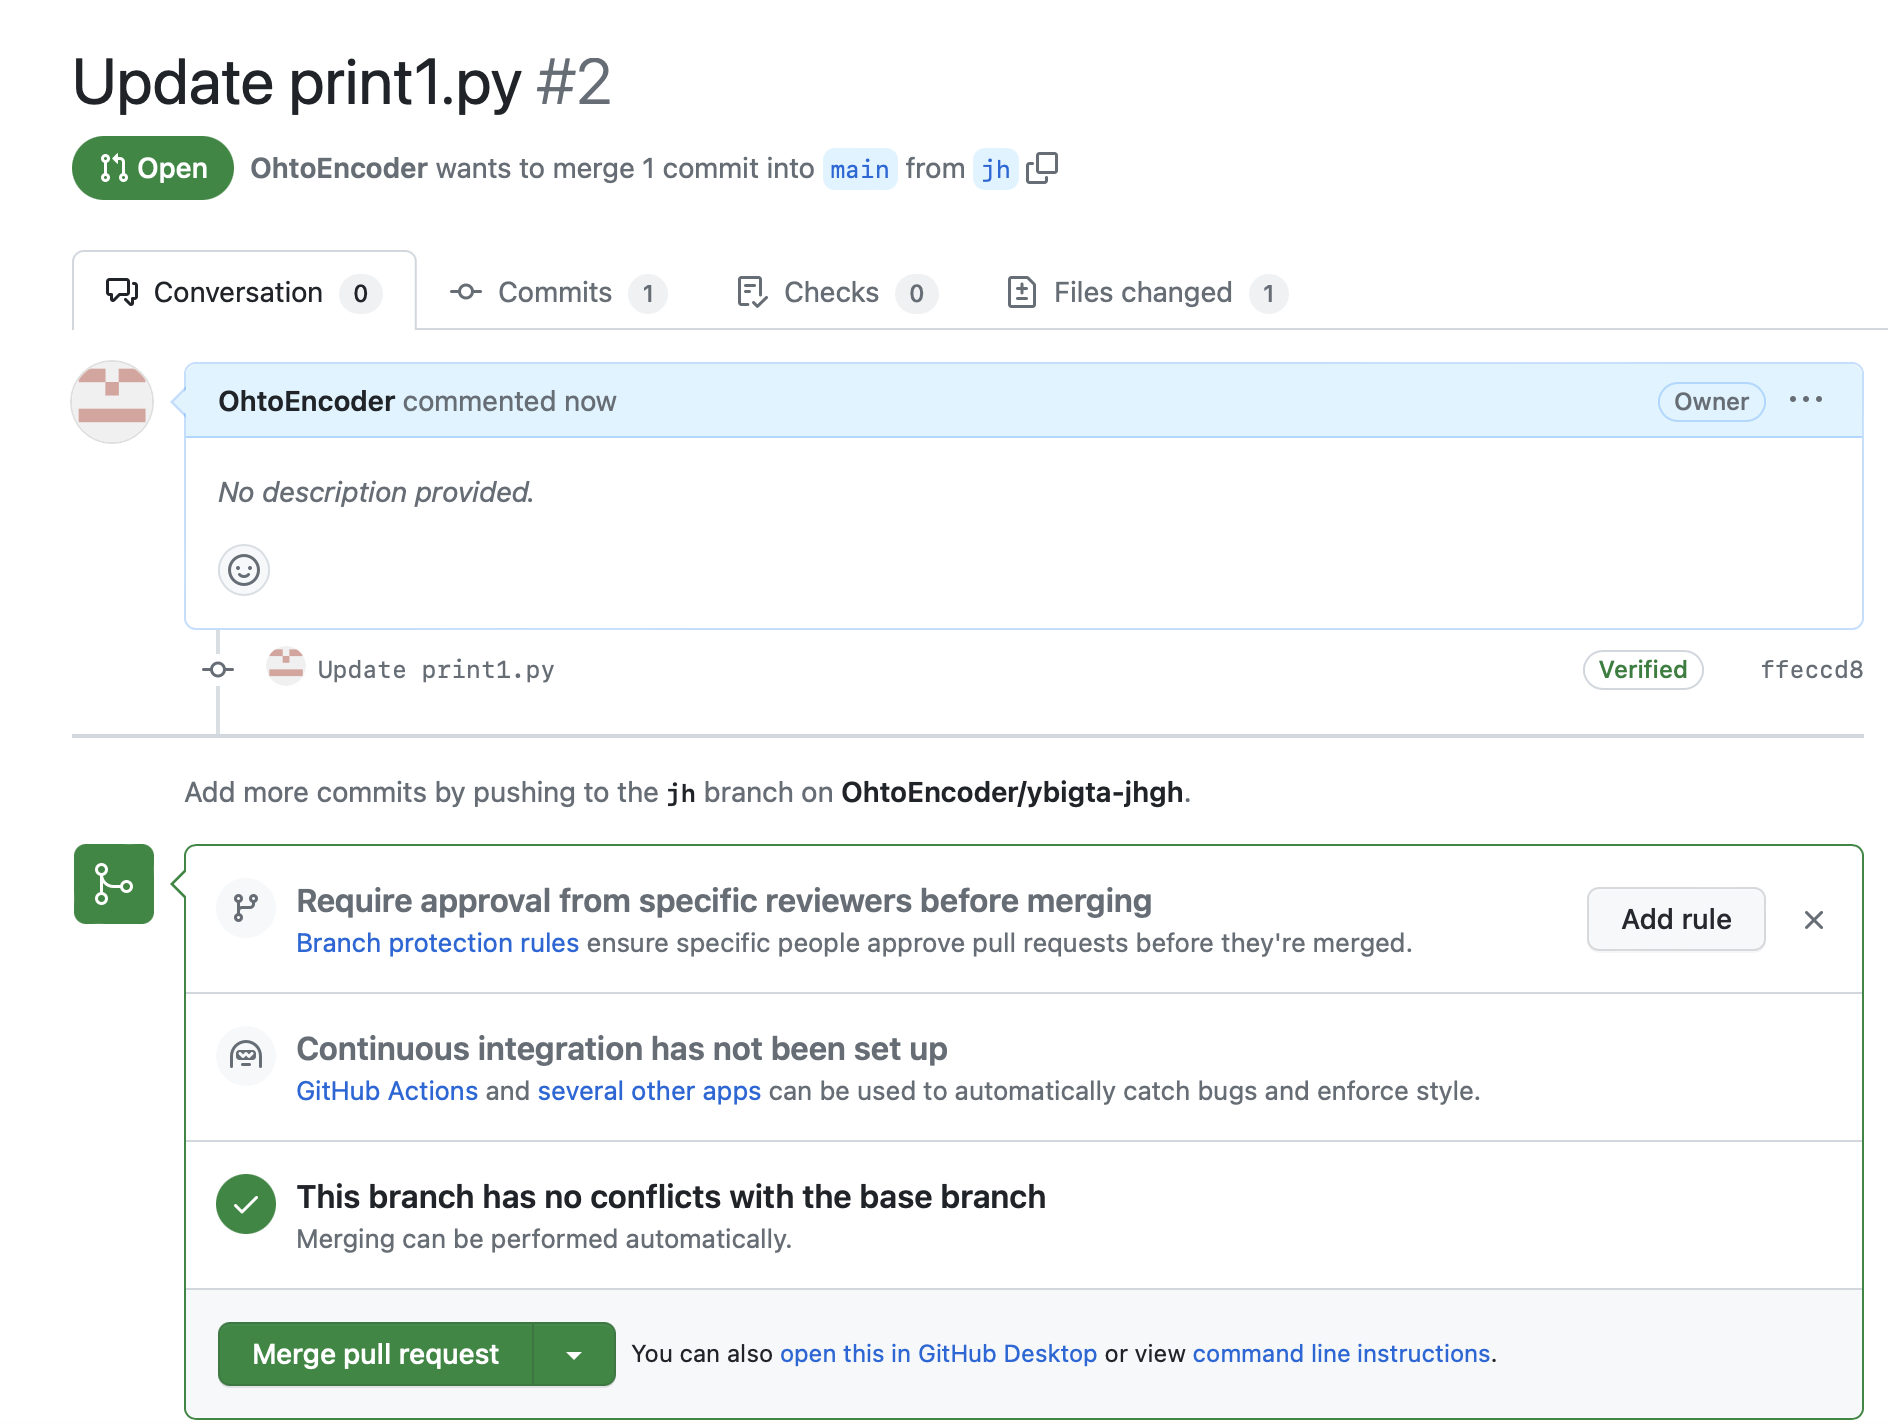 Update print1.py #2
Open OhtoEncoder wants to merge 1 commit into main from jh
Conversation 0 Commits 1 Checks 0 Files changed 1
OhtoEncoder commented now Owner
No description provided.
Update print1.py Verified ffeccd8
Add more commits by pushing to the jh branch on OhtoEncoder/ybigta-jhgh.
Require approval from specific reviewers before merging
Branch protection rules ensure specific people approve pull requests before they're merged.
Add rule
Continuous integration has not been set up
GitHub Actions and several other apps can be used to automatically catch bugs and enforce style.
This branch has no conflicts with the base branch
Merging can be performed automatically.
Merge pull request You can also open this in GitHub Desktop or view command line instructions.